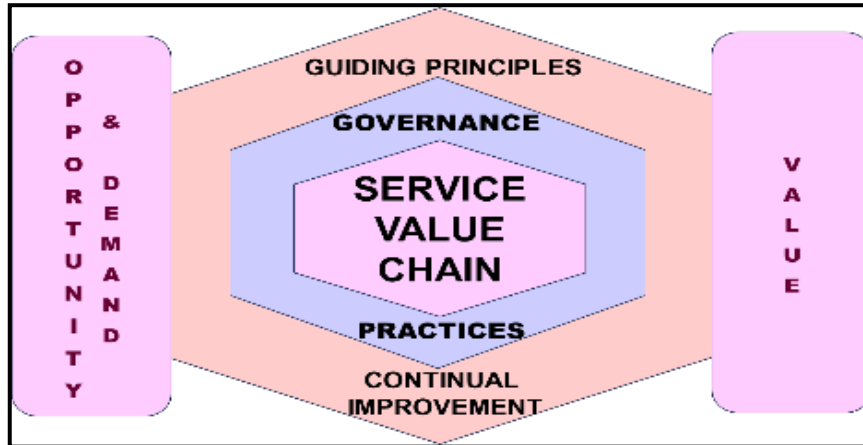 OPPORTUNITY
& DEMAND
GUIDING PRINCIPLES
GOVERNANCE
SERVICE
VALUE
CHAIN
PRACTICES
CONTINUAL
IMPROVEMENT
VALUE